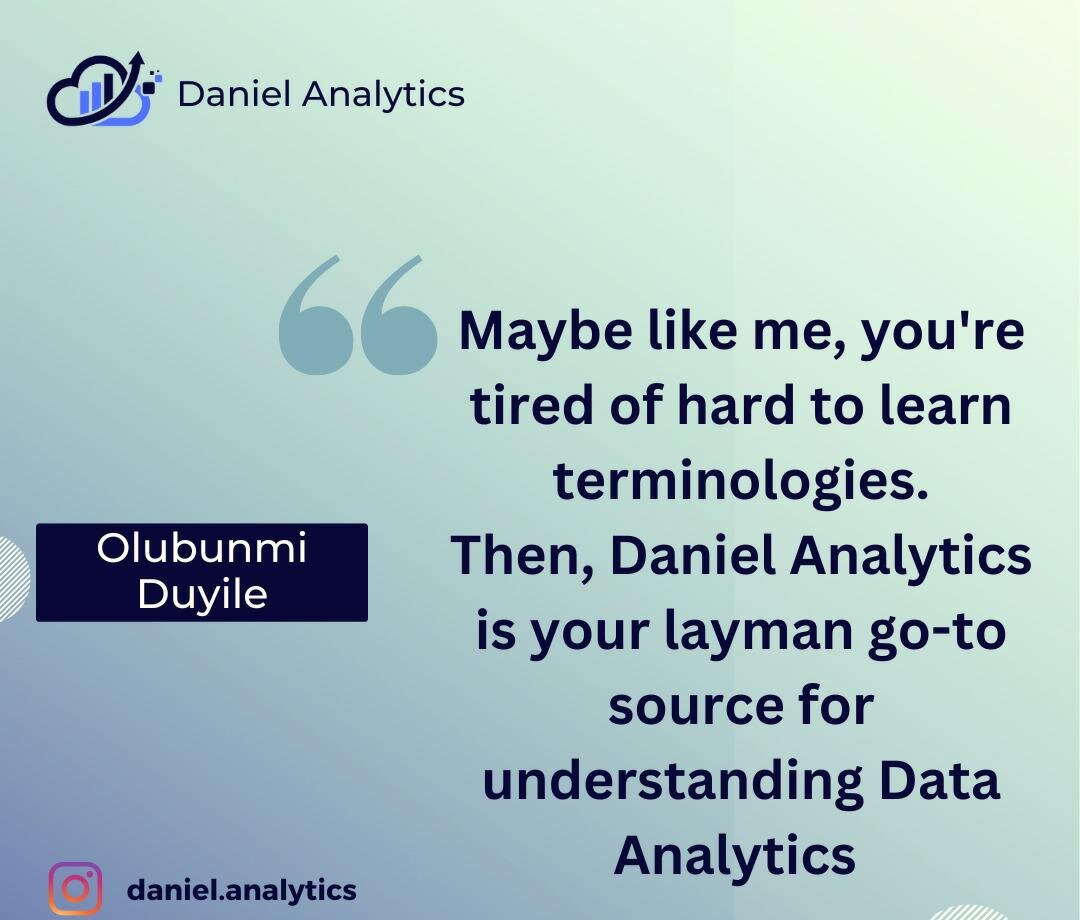 Daniel Analytics
Maybe like me, you're
tired of hard to learn
terminologies.
Then, Daniel Analytics
is your layman go-to
source for
understanding Data
Analytics
Olubunmi
Duyile
daniel.analytics